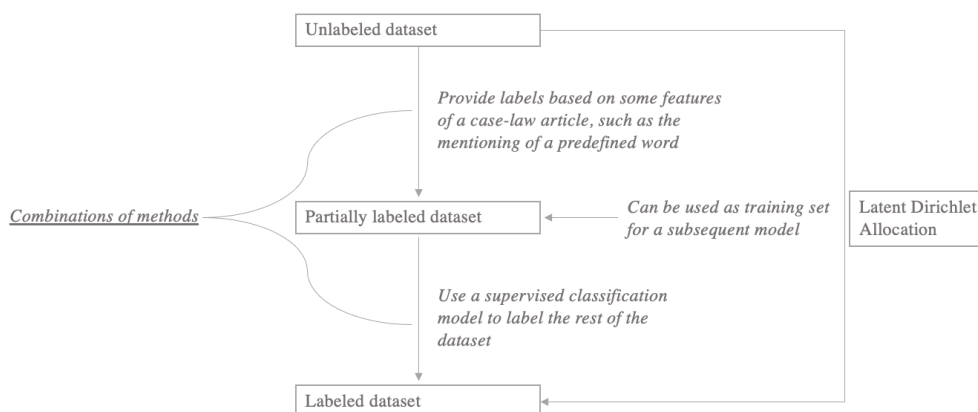 Unlabeled dataset
Provide labels based on some features
of a case-law article, such as the
mentioning of a predefined word
Combinations of methods
Partially labeled dataset
Can be used as training set
for a subsequent model
Latent Dirichlet
Allocation
Use a supervised classification
model to label the rest of the
dataset
Labeled dataset